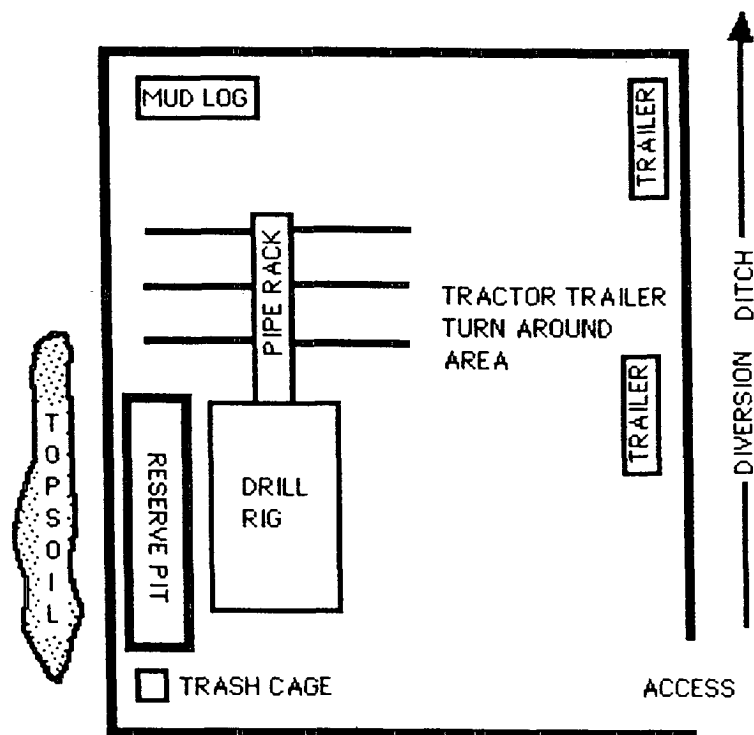 MUD LOG
TRAILER
PIPE RACK
TRACTOR TRAILER
TURN AROUND
AREA
DIVERSION DITCH
TRAILER
TOPSOIL
RESERVE PIT
DRILL
RIG
TRASH CAGE
ACCESS